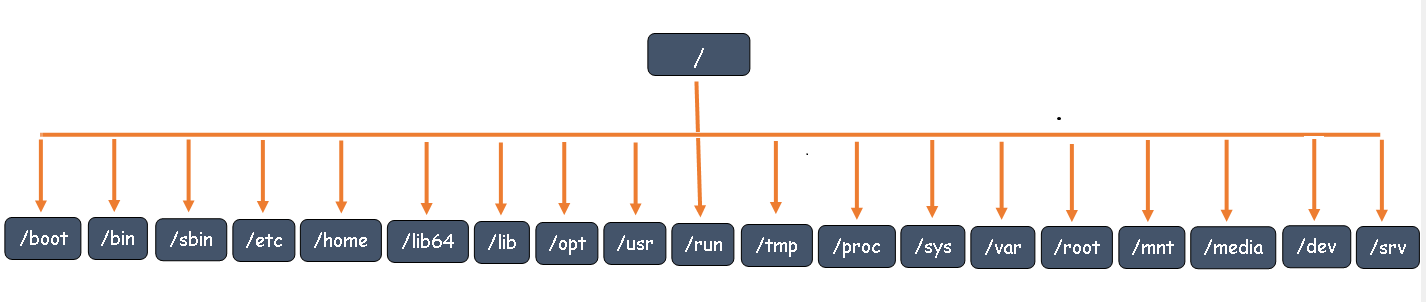 /
/boot
/bin
/sbin
/etc
/home
/lib64
/lib
/opt
/usr
/run
/tmp
/proc
/sys
/var
/root
/mnt
/media
/dev
/srv